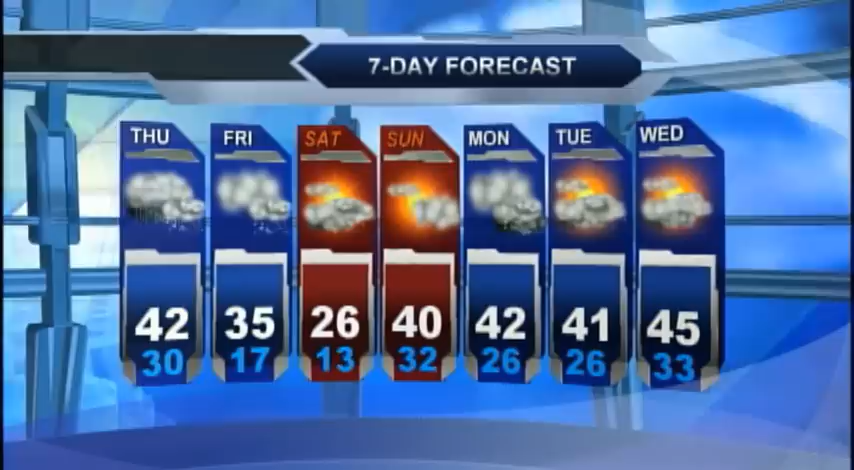 7-DAY FORECAST
THU FRI SAT SUN MON TUE WED
42 35 26 40 42 41 45
30 17 13 32 26 26 33